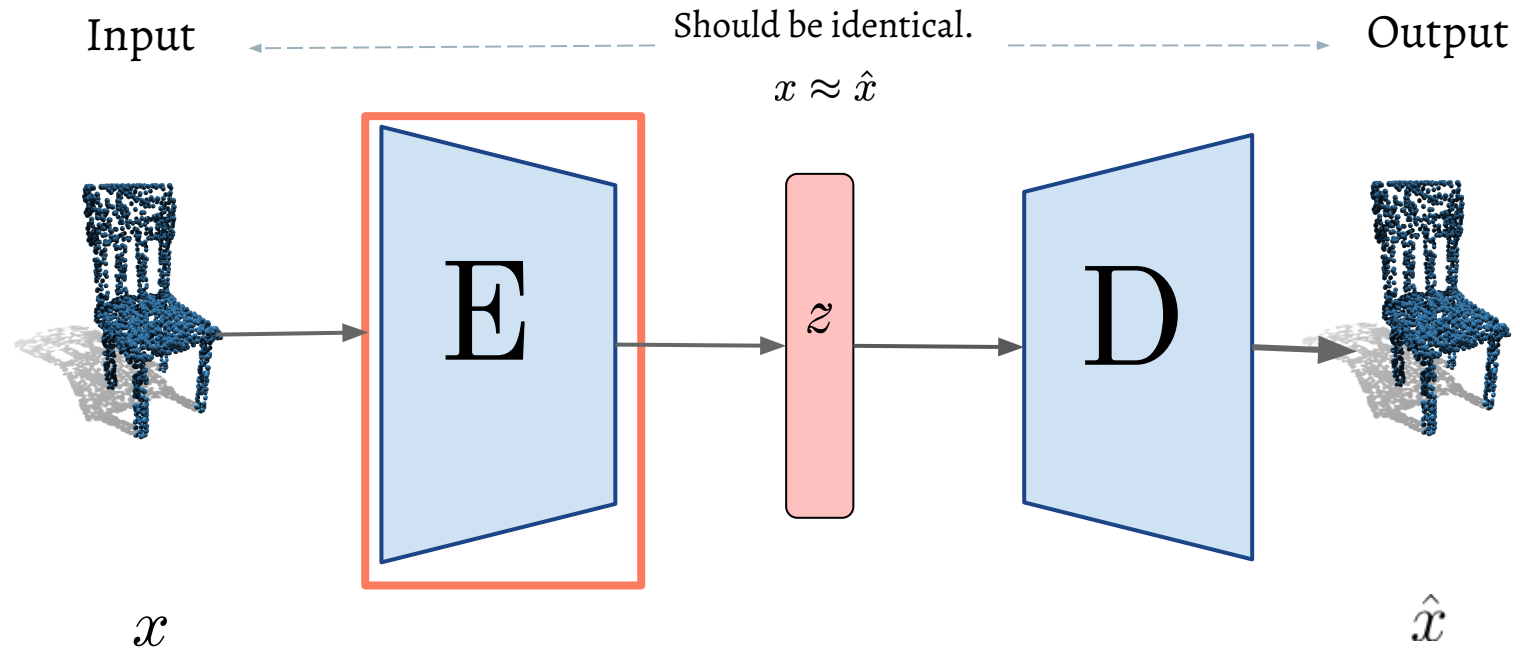 Input
Should be identical.
Output
x ≈ x̂
E
z
D
x
x̂